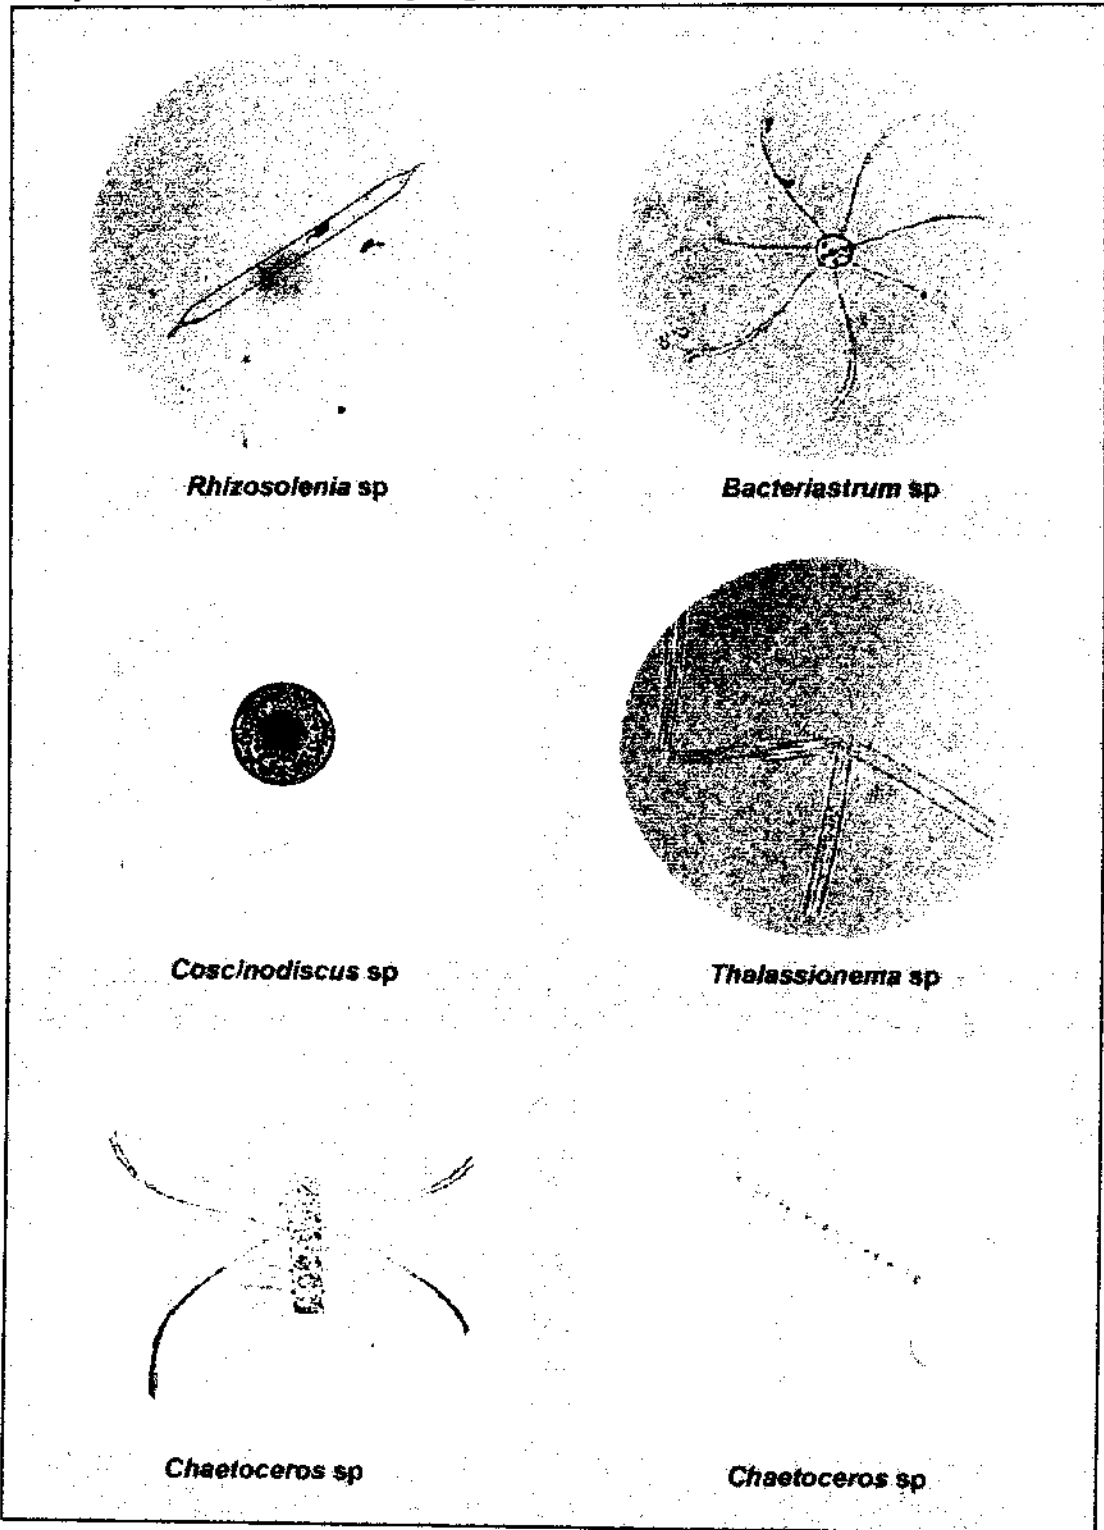 Rhizosolenia sp
Bacteriastrum sp
Coscinodiscus sp
Thalassionema sp
Chaetoceros sp
Chaetoceros sp